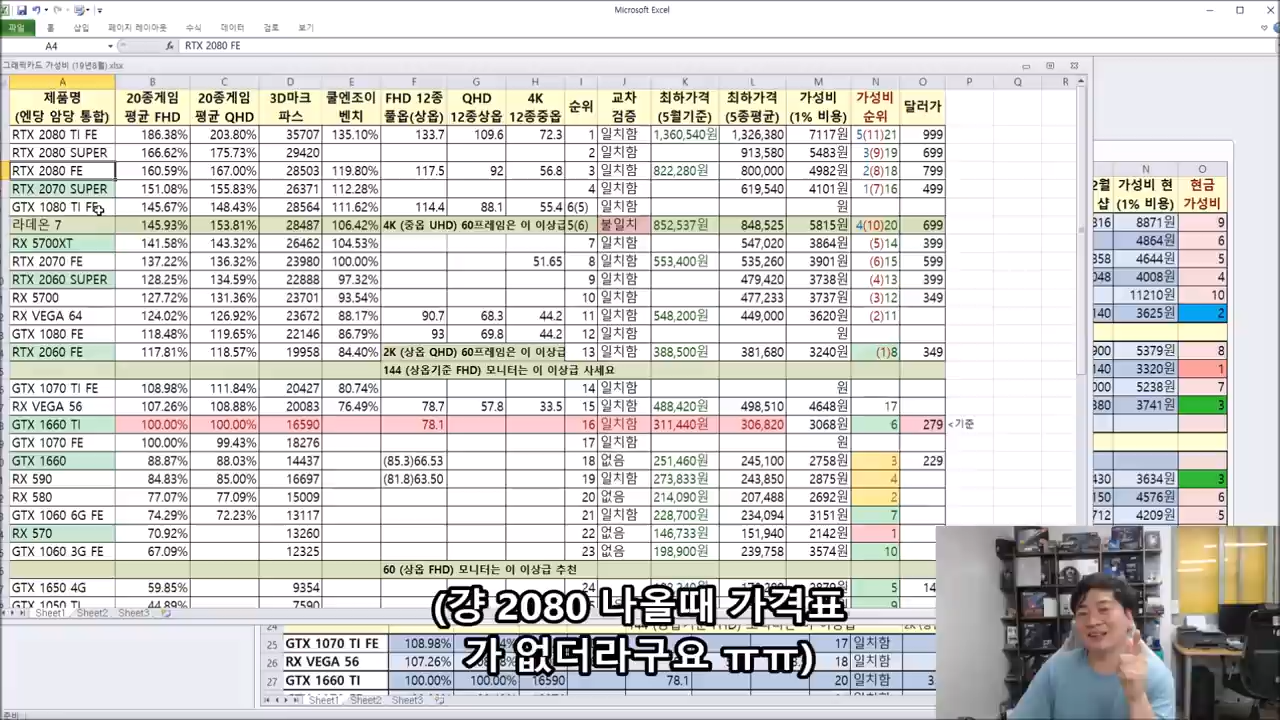 Microsoft Excel
파일 홈 삽입 페이지 레이아웃 수식 데이터 검토 보기
A4 fx RTX 2080 FE
그래픽카드 가성비 (19년8월).xlsx
A B C D E F G H I J K L M N O P Q R
제품명 20종게임 20종게임 3D마크 쿨엔조이 FHD 12종 QHD 4K 순위 교차 최하가격 최하가격 가성비 가성비 달러가
(엔당 암당 통합) 평균 FHD 평균 QHD 파스 벤치 풀옵(상옵) 12종상옵 12종중옵 검증 (5월기준) (5종평균) (1% 비용) 순위
RTX 2080 TI FE 186.38% 203.80% 35707 135.10% 133.7 109.6 72.3 1 일치함 1,360,540원 1,326,380 7117원 5(11)21 999
RTX 2080 SUPER 166.62% 175.73% 29420 2 일치함 913,580 5483원 3(9)19 699
RTX 2080 FE 160.59% 167.00% 28503 119.80% 117.5 92 56.8 3 일치함 822,280원 800,000 4982원 2(8)18 799
RTX 2070 SUPER 151.08% 155.83% 26371 112.28% 4 일치함 619,540 4101원 1(7)16 499
GTX 1080 TI FE 145.67% 148.43% 28564 111.62% 114.4 88.1 55.4 6(5) 일치함 원
라데온 7 145.93% 153.81% 28487 106.42% 4K (중옵 UHD) 60프레임은 이 이상급 5(6) 불일치 852,537원 848,525 5815원 4(10)20 699
RX 5700XT 141.58% 143.32% 26462 104.53% 7 일치함 547,020 3864원 (5)14 399
RTX 2070 FE 137.22% 136.32% 23980 100.00% 51.65 8 일치함 553,400원 535,260 3901원 (6)15 599
RTX 2060 SUPER 128.25% 134.59% 22888 97.32% 9 일치함 479,420 3738원 (4)13 399
RX 5700 127.72% 131.36% 23701 93.54% 10 일치함 477,233 3737원 (3)12 349
RX VEGA 64 124.02% 126.92% 23672 88.17% 90.7 68.3 44.2 11 일치함 548,200원 449,000 3620원 (2)11
GTX 1080 FE 118.48% 119.65% 22146 86.79% 93 69.8 44.2 12 일치함 원
RTX 2060 FE 117.81% 118.57% 19958 84.40% 2K (상옵 QHD) 60프레임은 이 이상급 13 일치함 388,500원 381,680 3240원 (1)8 349
144 (상옵기준 FHD) 모니터는 이 이상급 사세요
GTX 1070 TI FE 108.98% 111.84% 20427 80.74% 14 일치함 원
RX VEGA 56 107.26% 108.88% 20083 76.49% 78.7 57.8 33.5 15 일치함 488,420원 498,510 4648원 17
GTX 1660 TI 100.00% 100.00% 16590 78.1 16 일치함 311,440원 306,820 3068원 6 279 <기준
GTX 1070 FE 100.00% 99.43% 18276 17 일치함 원
GTX 1660 88.87% 88.03% 14437 (85.3)66.53 18 없음 251,460원 245,100 2758원 3 229
RX 590 84.83% 85.00% 16697 (81.8)63.50 19 일치함 273,833원 243,850 2875원 4
RX 580 77.07% 77.09% 15009 20 없음 214,090원 207,488 2692원 2
GTX 1060 6G FE 74.29% 72.23% 13117 21 일치함 228,700원 234,094 3151원 7
RX 570 70.92% 13260 22 없음 146,733원 151,940 2142원 1
GTX 1060 3G FE 67.09% 12325 23 없음 198,900원 239,758 3574원 10
60 (상옵 FHD) 모니터는 이 이상급 추천
GTX 1650 4G 59.85% 9354 24 5
GTX 1050 TI 44.89% 7590
Sheet1 Sheet2 Sheet3
N O
2월 가성비 현 현금
샵 (1% 비용) 가성비
816 8871원 9
4864원 6
358 4644원 5
048 4008원 4
11210원 10
140 3625원 2
900 5379원 8
140 3320원 1
000 5238원 7
380 3741원 3
430 3634원 3
150 4576원 6
712 4209원 5
(걍 2080 나올때 가격표
가 없더라구요 ㅠㅠ)
25 GTX 1070 TI FE 108.98% 17 일치함
26 RX VEGA 56 107.26% 18 일치함
27 GTX 1660 TI 100.00% 100.00% 16590 78.1 20 일치함 3
Sheet1 Sheet2 Sheet3
준비